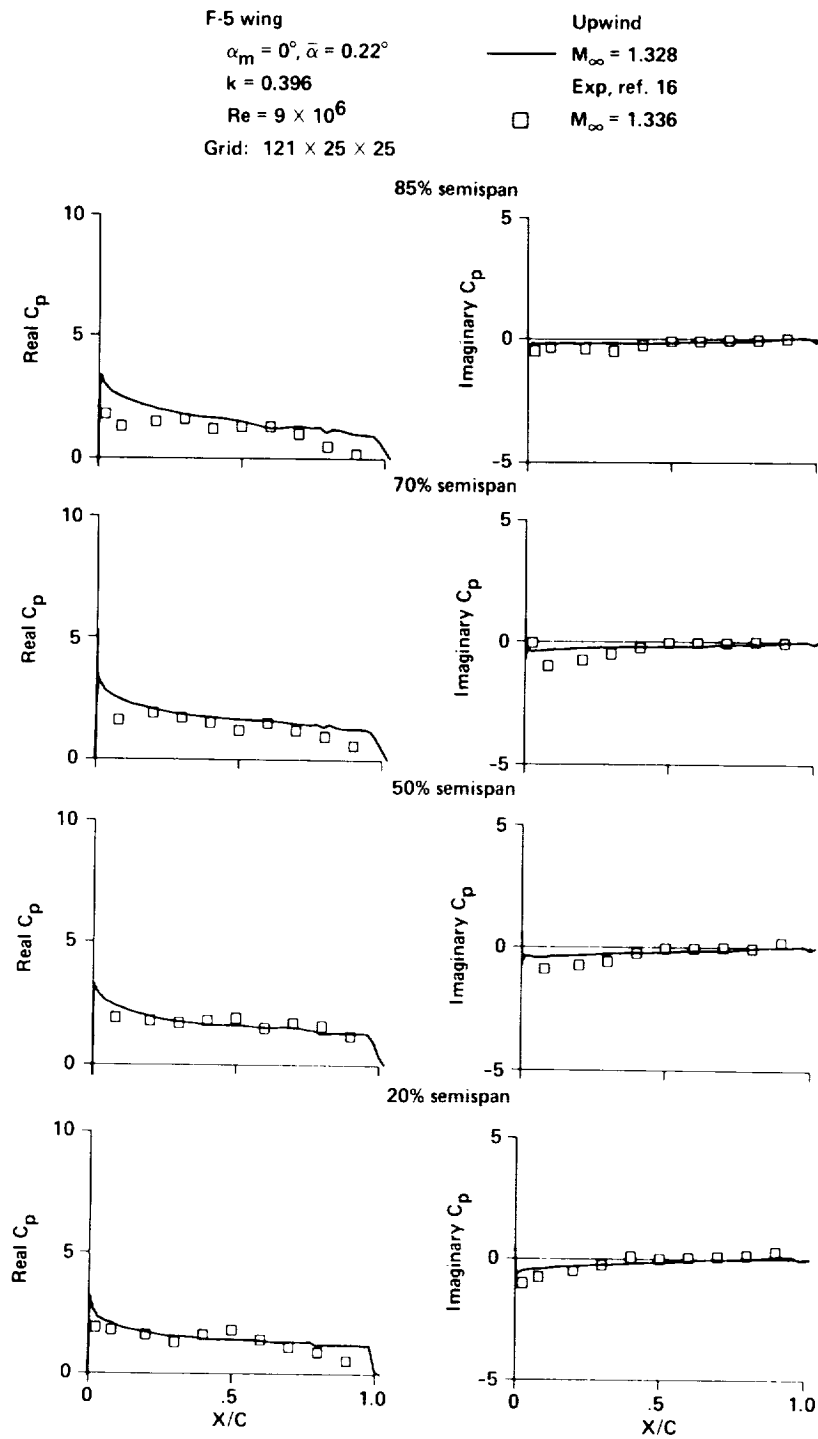 F-5 wing
αm = 0°, ᾱ = 0.22°
k = 0.396
Re = 9 × 10⁶
Grid: 121 × 25 × 25
Upwind
M∞ = 1.328
Exp, ref. 16
M∞ = 1.336
85% semispan
10
5
0
Real Cp
5
0
-5
Imaginary Cp
70% semispan
10
5
0
Real Cp
5
0
-5
Imaginary Cp
50% semispan
10
5
0
Real Cp
5
0
-5
Imaginary Cp
20% semispan
10
5
0
Real Cp
0
.5
1.0
X/C
5
0
-5
Imaginary Cp
0
.5
1.0
X/C